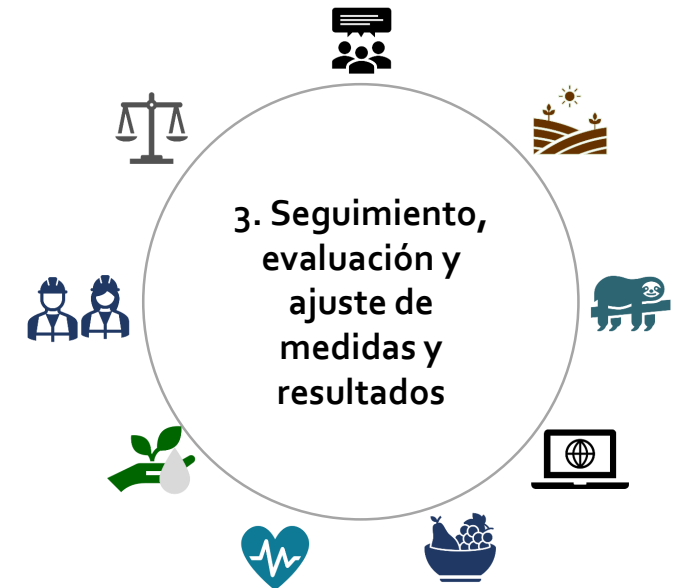 3. Seguimiento,
evaluación y
ajuste de
medidas y
resultados